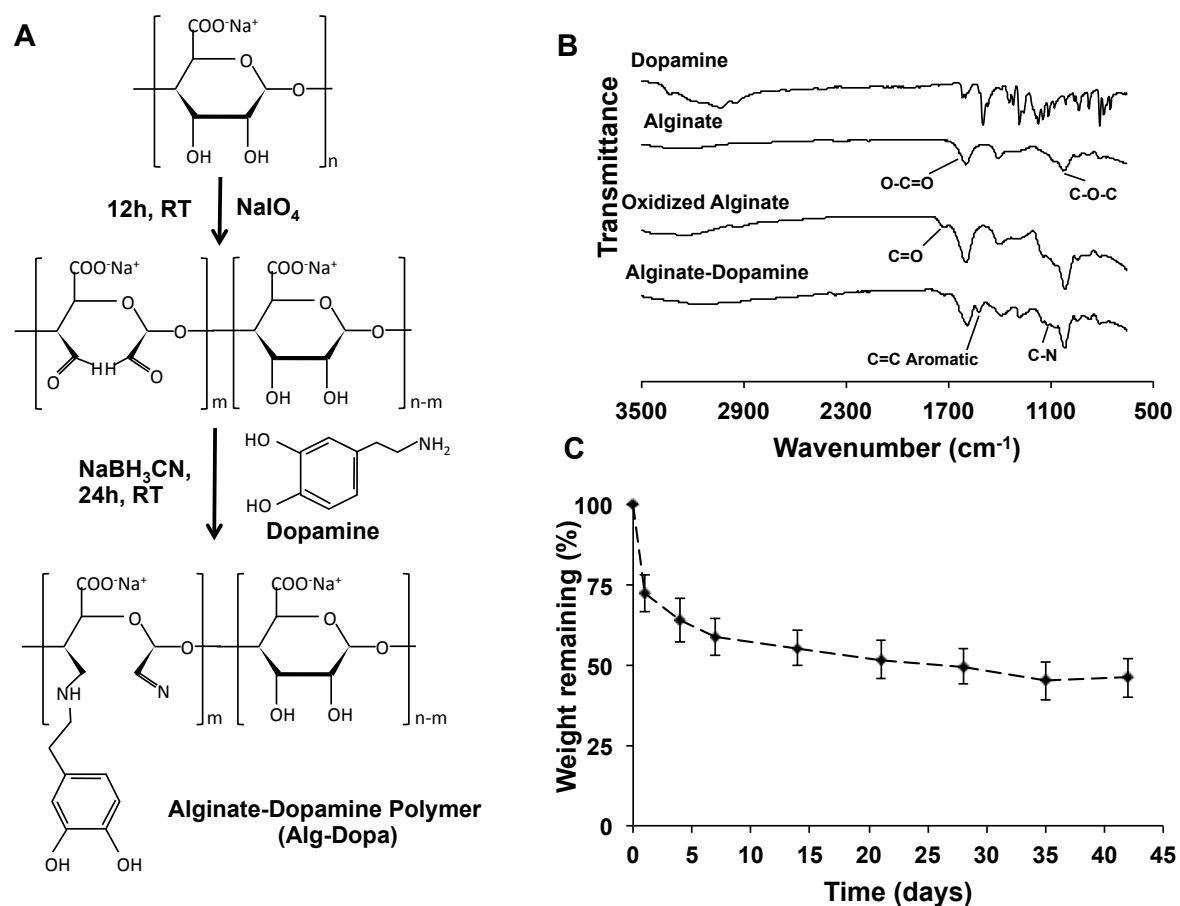 A
COO⁻Na⁺
O
O
OH
OH
n
12h, RT
NaIO₄
COO⁻Na⁺
COO⁻Na⁺
O
O
O
O
H
H
O
O
OH
OH
m
n-m
NaBH₃CN,
24h, RT
HO
NH₂
HO
Dopamine
COO⁻Na⁺
COO⁻Na⁺
O
O
O
O
NH
N
OH
OH
m
n-m
OH
OH
Alginate-Dopamine Polymer
(Alg-Dopa)
B
Transmittance
Dopamine
Alginate
O-C=O
C-O-C
Oxidized Alginate
C=O
Alginate-Dopamine
C=C Aromatic
C-N
3500 2900 2300 1700 1100 500
Wavenumber (cm⁻¹)
C
Weight remaining (%)
100
75
50
25
0
0 5 10 15 20 25 30 35 40 45
Time (days)